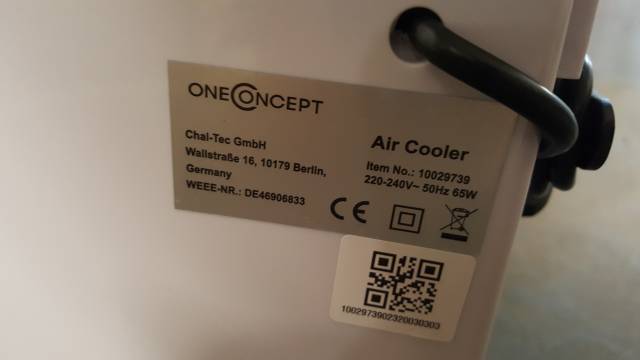 ONECONCEPT
Chal-Tec GmbH
Wallstraße 16, 10179 Berlin,
Germany
WEEE-NR.: DE46906833
Air Cooler
Item No.: 10029739
220-240V~ 50Hz 65W
CE
1002973902320030303